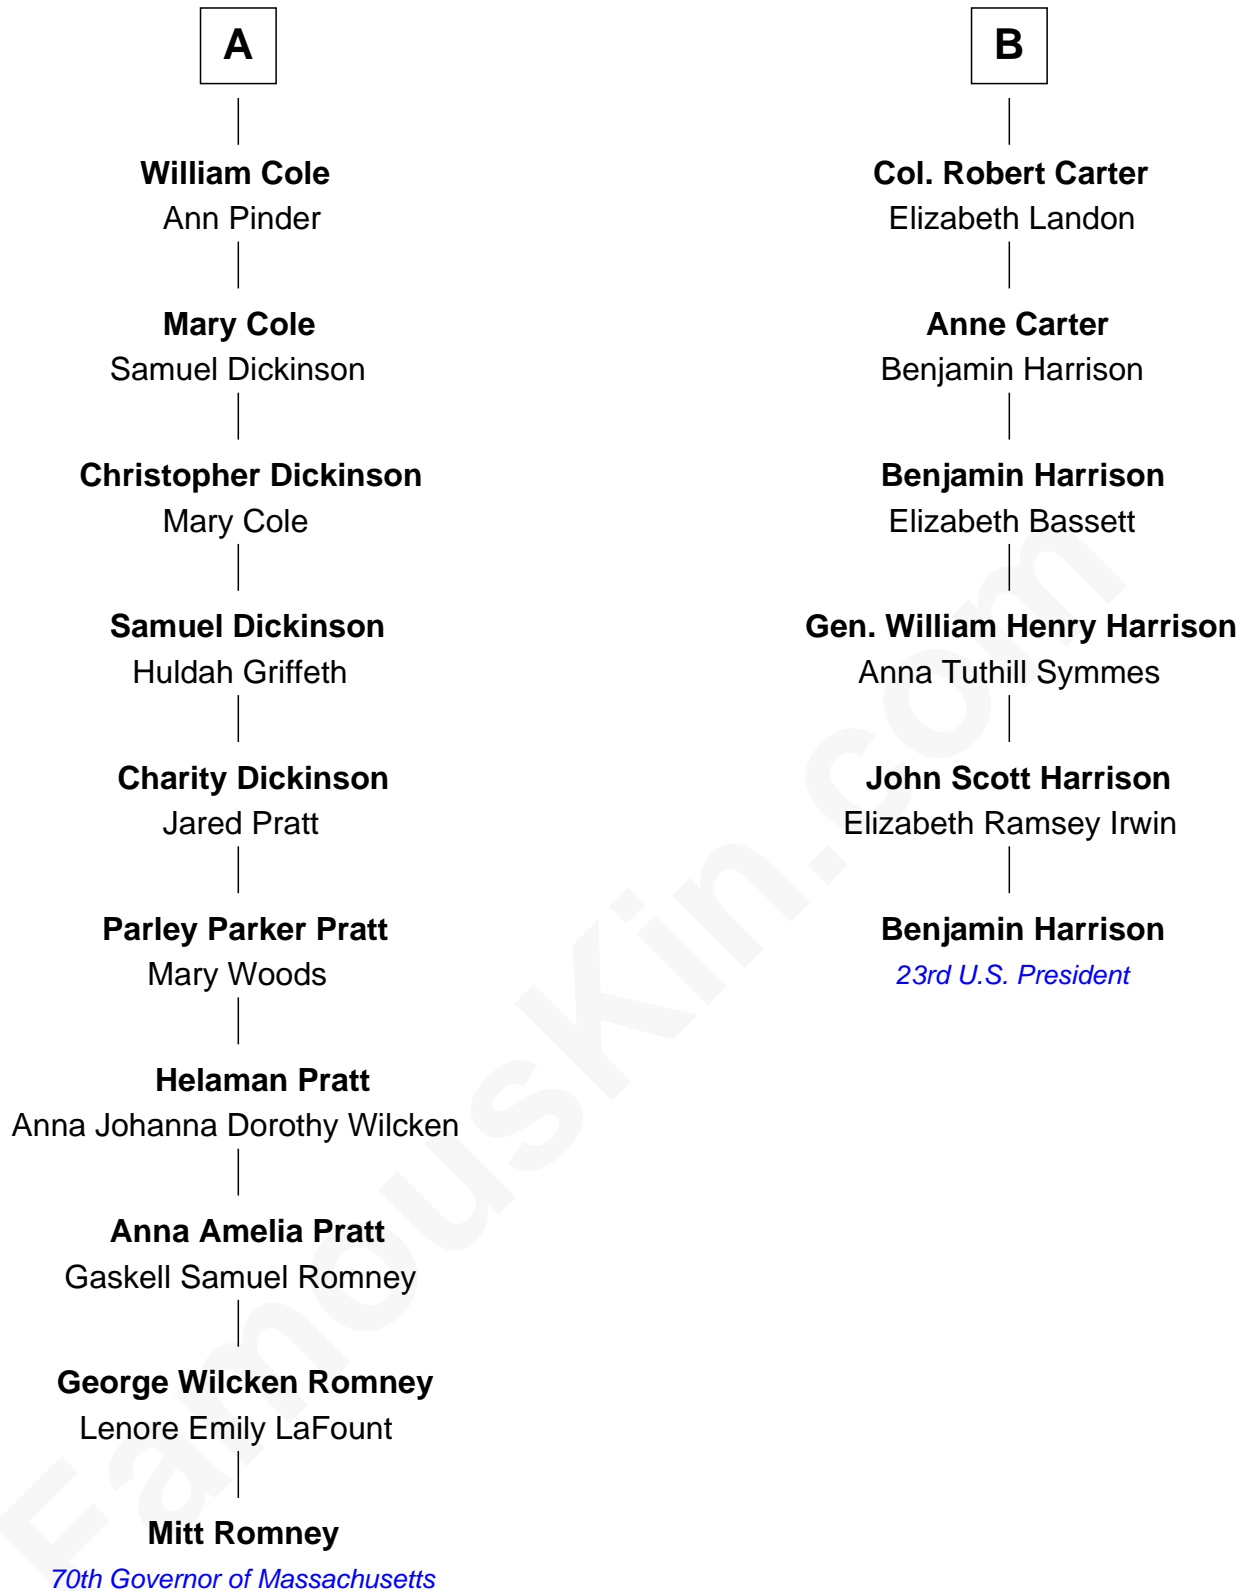 A
William Cole
Ann Pinder
Mary Cole
Samuel Dickinson
Christopher Dickinson
Mary Cole
Samuel Dickinson
Huldah Griffeth
Charity Dickinson
Jared Pratt
Parley Parker Pratt
Mary Woods
Helaman Pratt
Anna Johanna Dorothy Wilcken
Anna Amelia Pratt
Gaskell Samuel Romney
George Wilcken Romney
Lenore Emily LaFount
Mitt Romney
70th Governor of Massachusetts
B
Col. Robert Carter
Elizabeth Landon
Anne Carter
Benjamin Harrison
Benjamin Harrison
Elizabeth Bassett
Gen. William Henry Harrison
Anna Tuthill Symmes
John Scott Harrison
Elizabeth Ramsey Irwin
Benjamin Harrison
23rd U.S. President
FamousKin.com